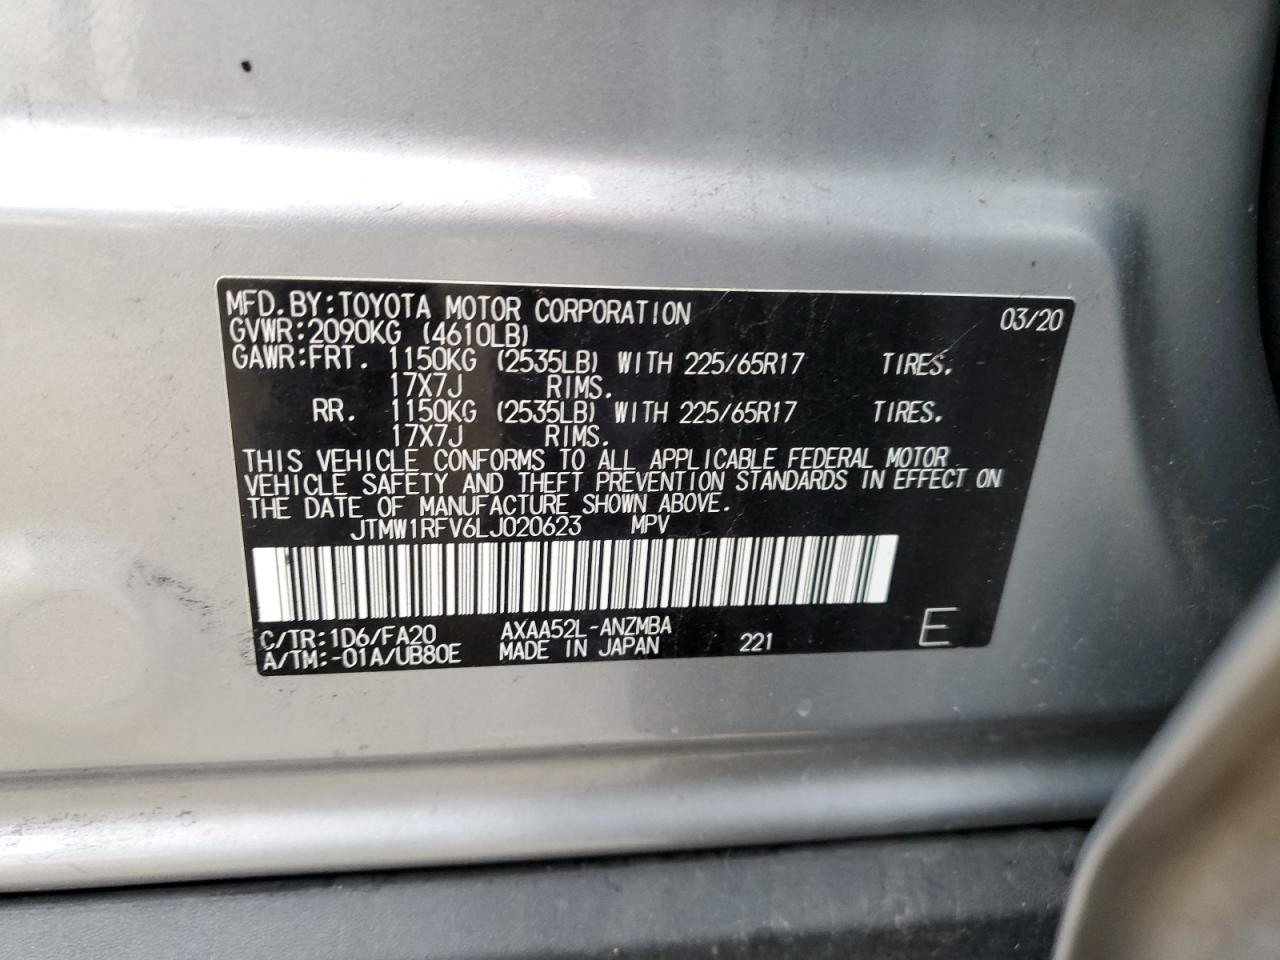 MFD.BY:TOYOTA MOTOR CORPORATION 03/20
GVWR:2090KG (4610LB)
GAWR:FRT. 1150KG (2535LB) WITH 225/65R17 TIRES.
17X7J RIMS.
RR. 1150KG (2535LB) WITH 225/65R17 TIRES.
17X7J RIMS.
THIS VEHICLE CONFORMS TO ALL APPLICABLE FEDERAL MOTOR
VEHICLE SAFETY AND THEFT PREVENTION STANDARDS IN EFFECT ON
THE DATE OF MANUFACTURE SHOWN ABOVE.
JTMW1RFV6LJ020623 MPV
C/TR:1D6/FA20 AXAA52L-ANZMBA
A/TM:-01A/UB80E MADE IN JAPAN 221 E